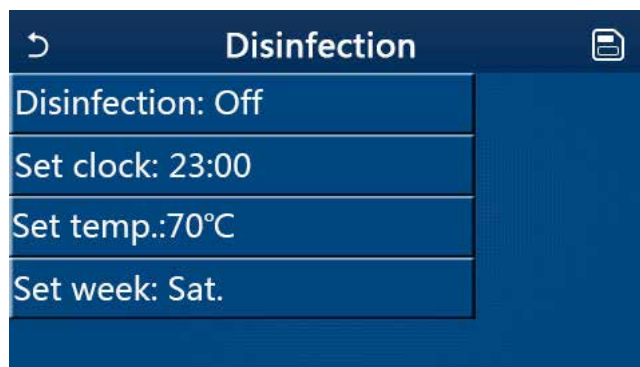 Disinfection
Disinfection: Off
Set clock: 23:00
Set temp.:70℃
Set week: Sat.